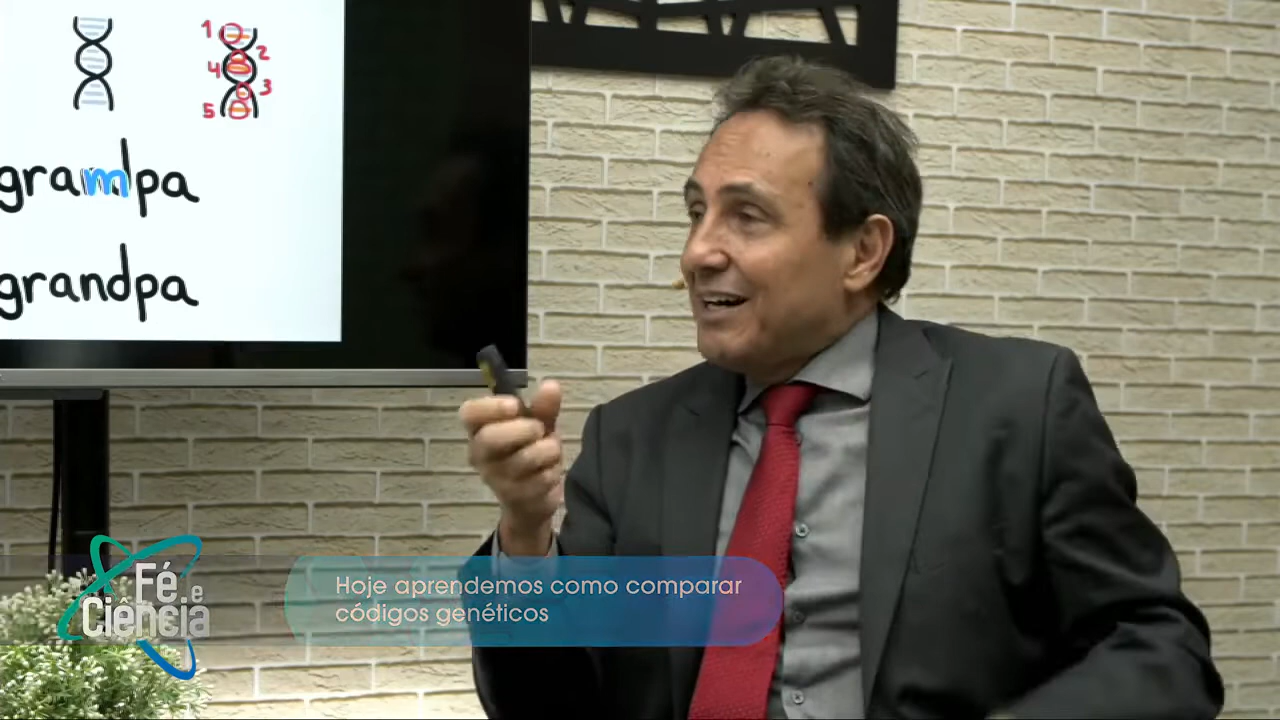 1
2
4
3
5
grampa
grandpa
Fé e
Ciência
Hoje aprendemos como comparar
códigos genéticos